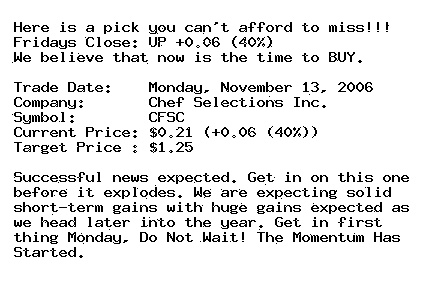 Here is a pick you can't afford to miss!!!
Fridays Close: UP +0.06 (40%)
We believe that now is the time to BUY.
Trade Date: Monday, November 13, 2006
Company: Chef Selections Inc.
Symbol: CFSC
Current Price: $0.21 (+0.06 (40%))
Target Price : $1.25
Successful news expected. Get in on this one
before it explodes. We are expecting solid
short-term gains with huge gains expected as
we head later into the year. Get in first
thing Monday, Do Not Wait! The Momentum Has
Started.